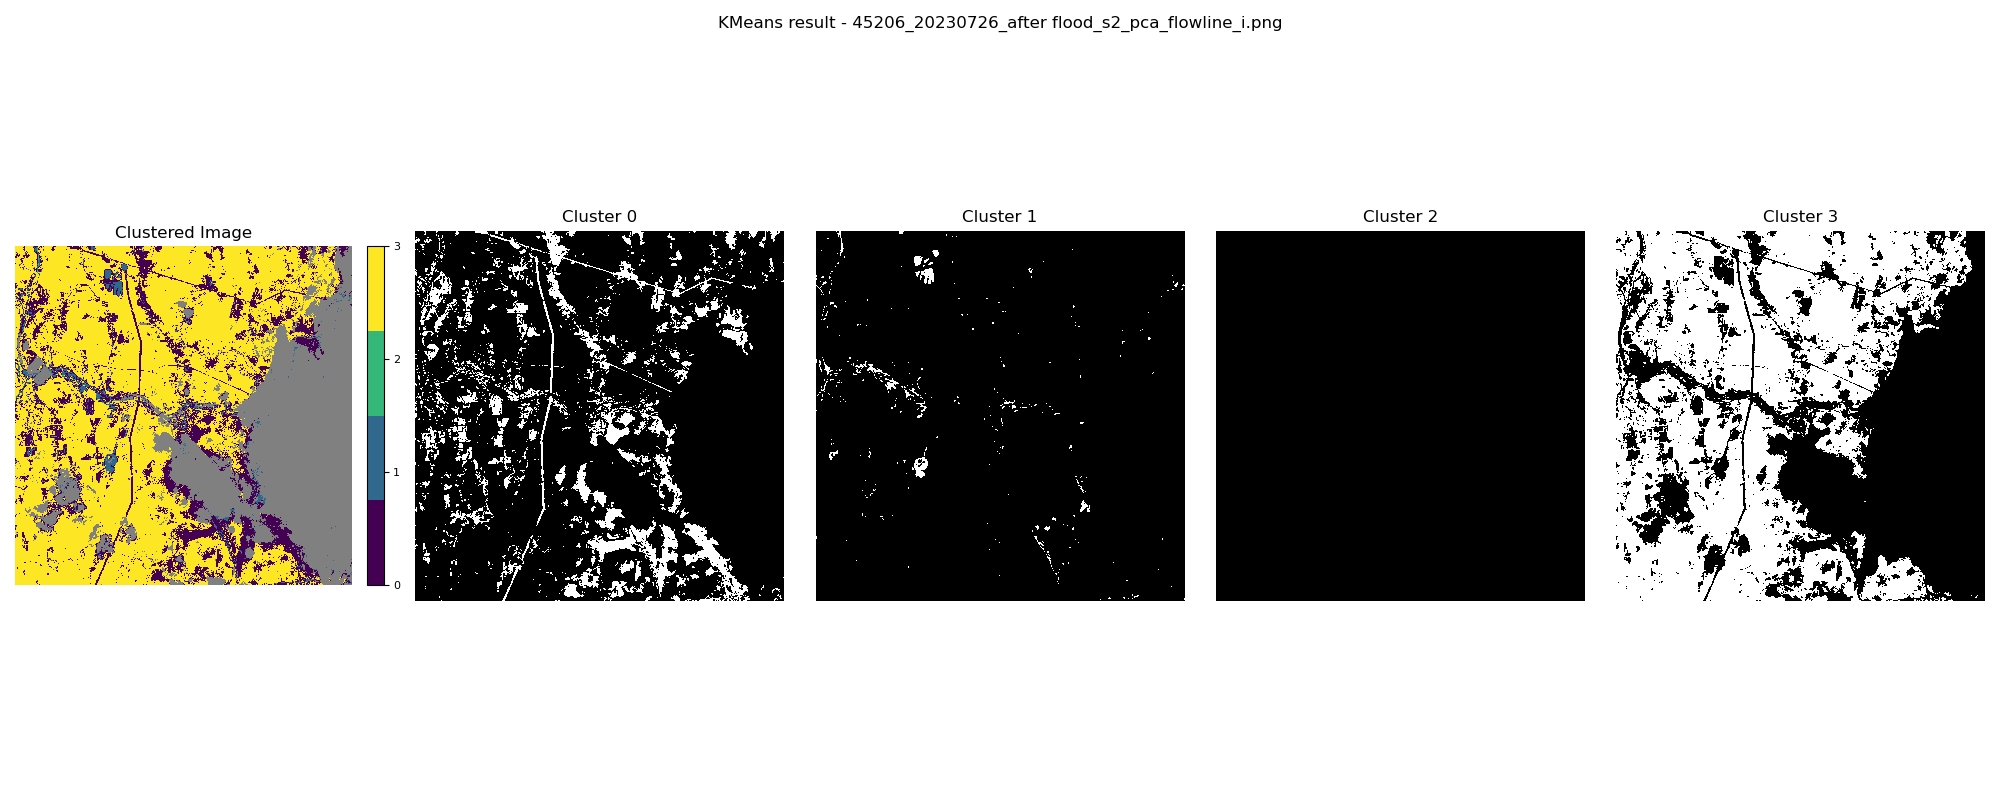 KMeans result - 45206_20230726_after flood_s2_pca_flowline_i.png
Clustered Image
Cluster 0
Cluster 1
Cluster 2
Cluster 3
3
2
1
0